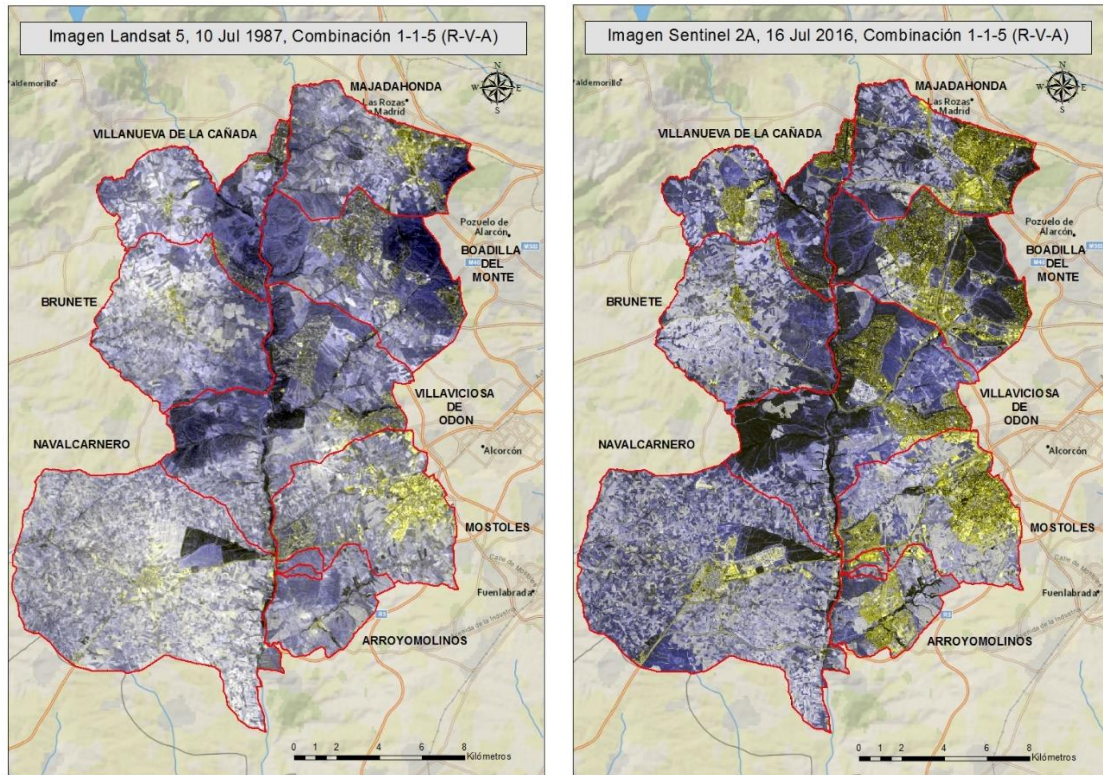 Imagen Landsat 5, 10 Jul 1987, Combinación 1-1-5 (R-V-A)
N
W E
S
MAJADAHONDA
Las Rozas
Madrid
VILLANUEVA DE LA CAÑADA
Pozuelo de
Alarcón
BOADILLA
DEL
MONTE
BRUNETE
VILLAVICIOSA
DE
ODON
NAVALCARNERO
Alcorcón
MOSTOLES
Fuenlabrada
ARROYOMOLINOS
0 1 2 4 6 8
Kilómetros
Imagen Sentinel 2A, 16 Jul 2016, Combinación 1-1-5 (R-V-A)
Valdemorillo
N
W E
S
MAJADAHONDA
Las Rozas
Madrid
VILLANUEVA DE LA CAÑADA
Pozuelo de
Alarcón
BOADILLA
DEL
MONTE
BRUNETE
VILLAVICIOSA
DE
ODON
NAVALCARNERO
Alcorcón
MOSTOLES
Fuenlabrada
ARROYOMOLINOS
0 1 2 4 6 8
Kilómetros